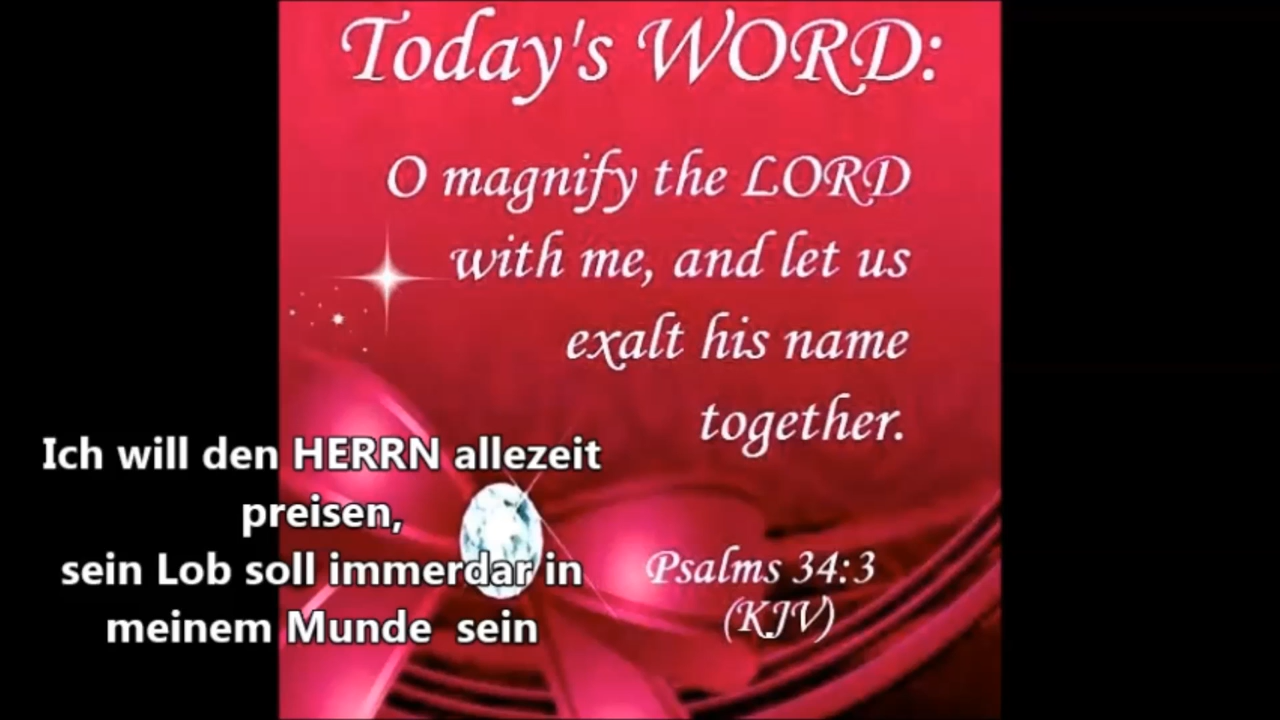 Today's WORD:
O magnify the LORD
with me, and let us
exalt his name
together.
Psalms 34:3
(KJV)
Ich will den HERRN allezeit
preisen,
sein Lob soll immerdar in
meinem Munde  sein